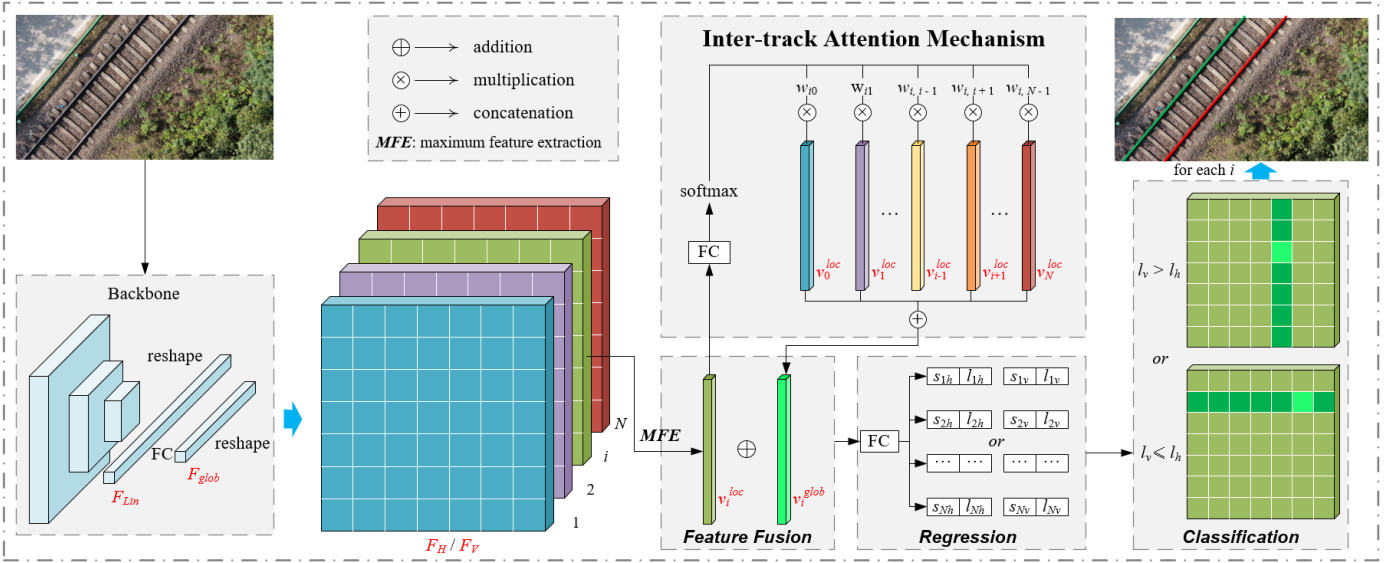 addition
multiplication
concatenation
MFE: maximum feature extraction
Backbone
reshape
FC
reshape
F_Lin
F_glob
N
i
2
1
F_H / F_V
MFE
Inter-track Attention Mechanism
w_i0
w_i1
w_i, i - 1
w_i, i + 1
w_i, N - 1
softmax
FC
... ...
v_0^loc
v_1^loc
v_i-1^loc
v_i+1^loc
v_N^loc
v_i^loc
v_i^glob
Feature Fusion
FC
s_1h l_1h s_1v l_1v
s_2h l_2h s_2v l_2v
or
... ... ... ...
s_Nh l_Nh s_Nv l_Nv
Regression
for each i
l_v > l_h
or
l_v ⩽ l_h
Classification